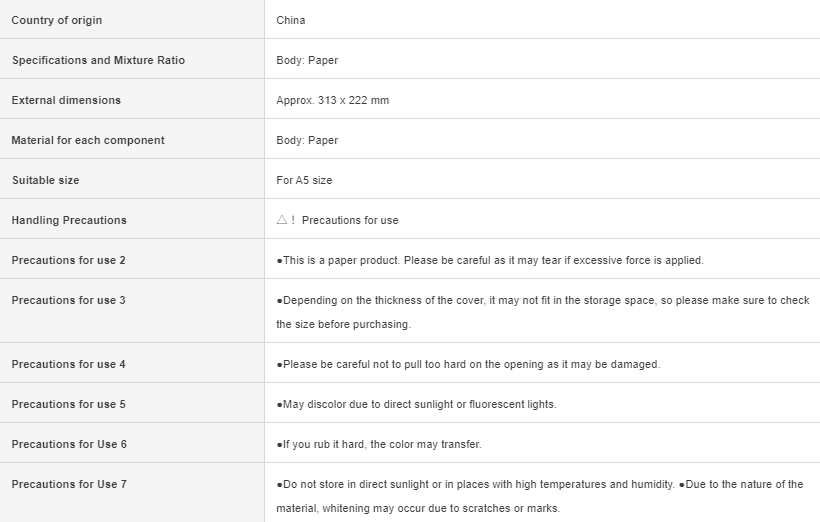 Country of origin China
Specifications and Mixture Ratio Body: Paper
External dimensions Approx. 313 x 222 mm
Material for each component Body: Paper
Suitable size For A5 size
Handling Precautions △！ Precautions for use
Precautions for use 2 ●This is a paper product. Please be careful as it may tear if excessive force is applied.
Precautions for use 3 ●Depending on the thickness of the cover, it may not fit in the storage space, so please make sure to check
the size before purchasing.
Precautions for use 4 ●Please be careful not to pull too hard on the opening as it may be damaged.
Precautions for use 5 ●May discolor due to direct sunlight or fluorescent lights.
Precautions for Use 6 ●If you rub it hard, the color may transfer.
Precautions for Use 7 ●Do not store in direct sunlight or in places with high temperatures and humidity. ●Due to the nature of the
material, whitening may occur due to scratches or marks.